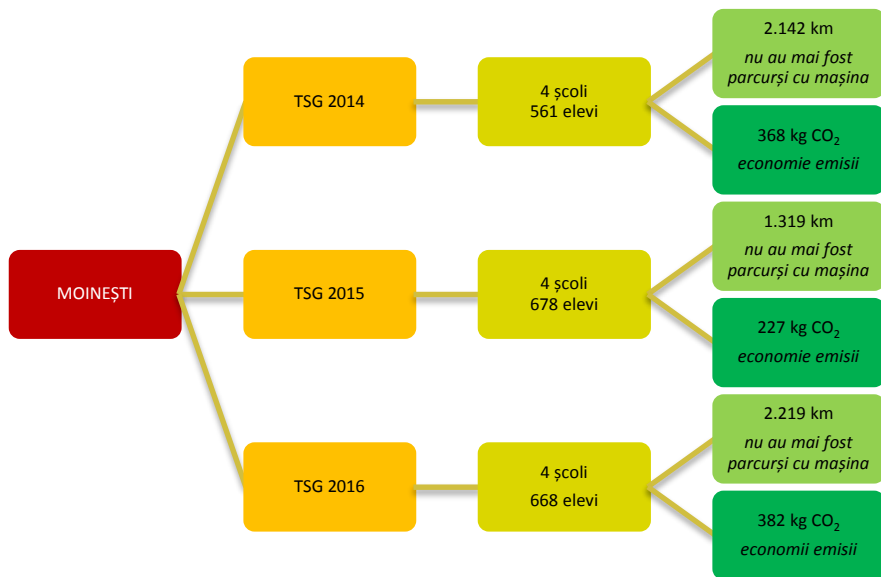 MOINEȘTI
TSG 2014
4 școli
561 elevi
2.142 km
nu au mai fost
parcurși cu mașina
368 kg CO₂
economie emisii
TSG 2015
4 școli
678 elevi
1.319 km
nu au mai fost
parcurși cu mașina
227 kg CO₂
economie emisii
TSG 2016
4 școli
668 elevi
2.219 km
nu au mai fost
parcurși cu mașina
382 kg CO₂
economii emisii